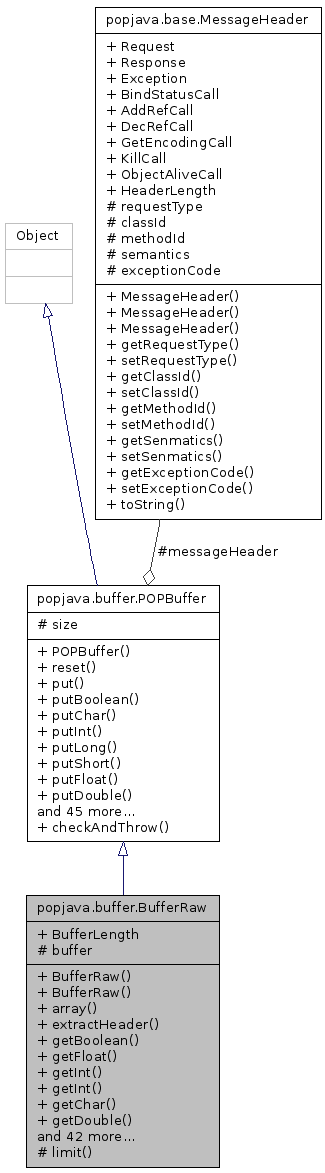 popjava.base.MessageHeader
+ Request
+ Response
+ Exception
+ BindStatusCall
+ AddRefCall
+ DecRefCall
+ GetEncodingCall
+ KillCall
+ ObjectAliveCall
+ HeaderLength
# requestType
# classId
# methodId
# semantics
# exceptionCode
+ MessageHeader()
+ MessageHeader()
+ MessageHeader()
+ getRequestType()
+ setRequestType()
+ getClassId()
+ setClassId()
+ getMethodId()
+ setMethodId()
+ getSenmatics()
+ setSenmatics()
+ getExceptionCode()
+ setExceptionCode()
+ toString()
Object
#messageHeader
popjava.buffer.POPBuffer
# size
+ POPBuffer()
+ reset()
+ put()
+ putBoolean()
+ putChar()
+ putInt()
+ putLong()
+ putShort()
+ putFloat()
+ putDouble()
and 45 more...
+ checkAndThrow()
popjava.buffer.BufferRaw
+ BufferLength
# buffer
+ BufferRaw()
+ BufferRaw()
+ array()
+ extractHeader()
+ getBoolean()
+ getFloat()
+ getInt()
+ getInt()
+ getChar()
+ getDouble()
and 42 more...
# limit()